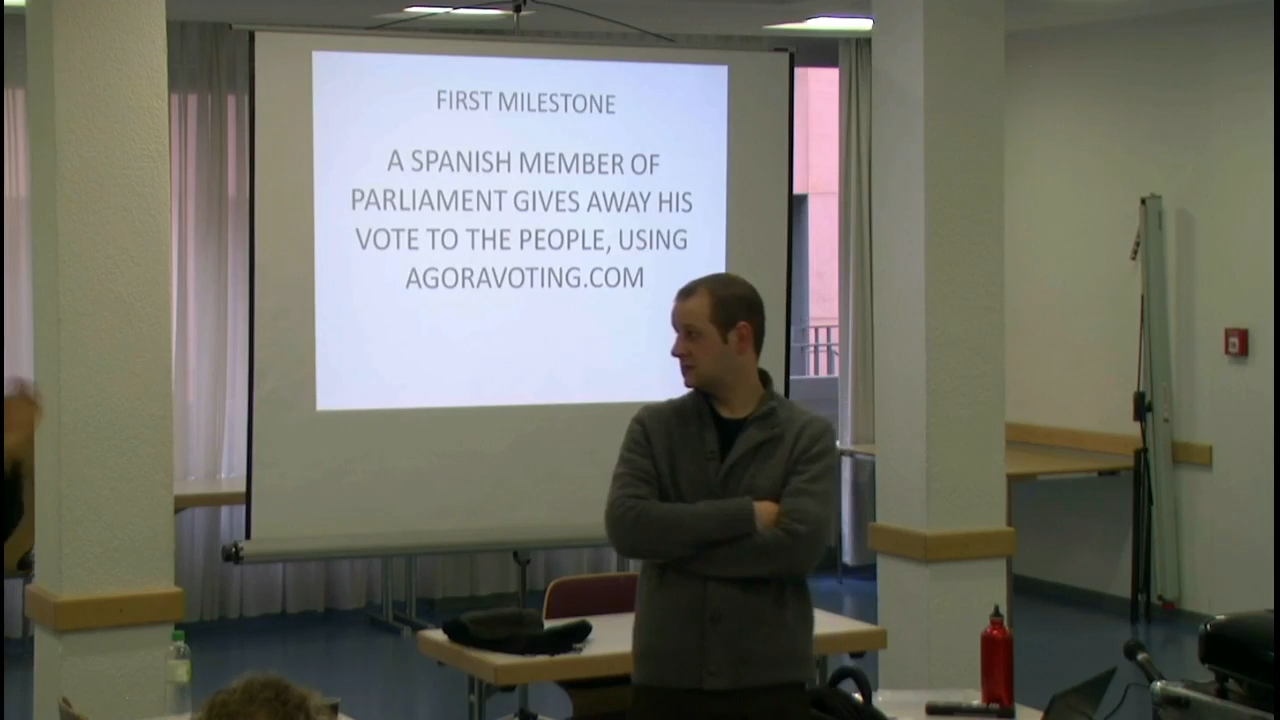 FIRST MILESTONE
A SPANISH MEMBER OF
PARLIAMENT GIVES AWAY HIS
VOTE TO THE PEOPLE, USING
AGORAVOTING.COM